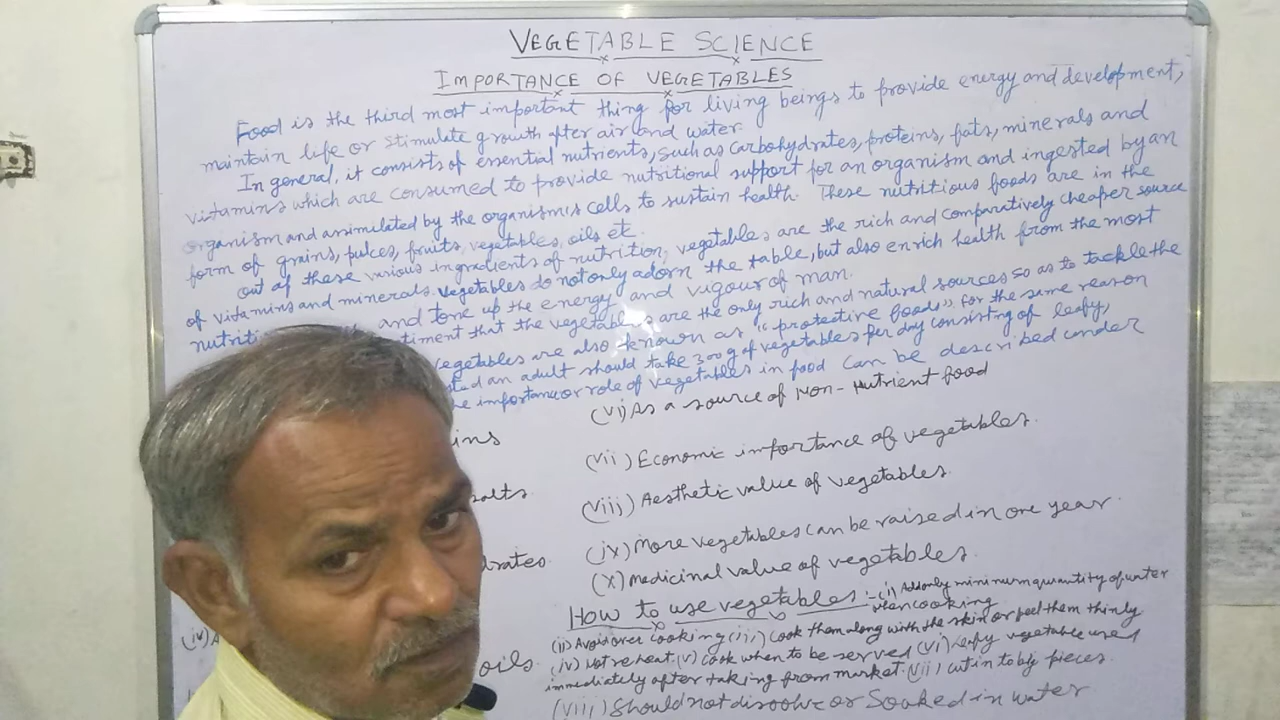 VEGETABLE SCIENCE
IMPORTANCE OF VEGETABLES
Food is the third most important thing for living beings to provide energy and development,
maintain life or stimulate growth after air and water.
In general, it consists of essential nutrients, such as carbohydrates, proteins, fats, minerals and
vitamins which are consumed to provide nutritional support for an organism and ingested by an
organism and assimilated by the organism's cells to sustain health. These nutritious foods are in the
form of grains, pulces, fruits, vegetables, oils etc.
out of these various ingredients of nutrition, vegetables are the rich and comparatively cheaper source
of vitamins and minerals. Vegetables do not only adorn the table, but also enrich health from the most
nutriti and tone up the energy and vigour of man.
timent that the vegetables are the only rich and natural sources so as to tackle the
vegetables are also known as "protective foods". for the same reason
ted an adult should take 300g of vegetables per day consisting of leafy,
he importance or role of vegetables in food can be described under
ins
(vi) As a source of Non-nutrient food
(vii) Economic importance of vegetables.
salts
(viii) Aesthetic value of vegetables
(ix) More vegetables can be raised in one year.
drates
(x) Medicinal value of vegetables.
How to use vegetables :- (i) Add only mininum quantity of water
when cooking
(iv) A
(ii) Avoid over cooking (iii) Cook them along with the skin or peel them thinly
oils.
(iv) Not reheat. (v) Cook when to be served (vi) Leafy vegetable used
immediately after taking from market. (vii) cut in to big pieces.
(viii) Should not dissolve or Soaked in water